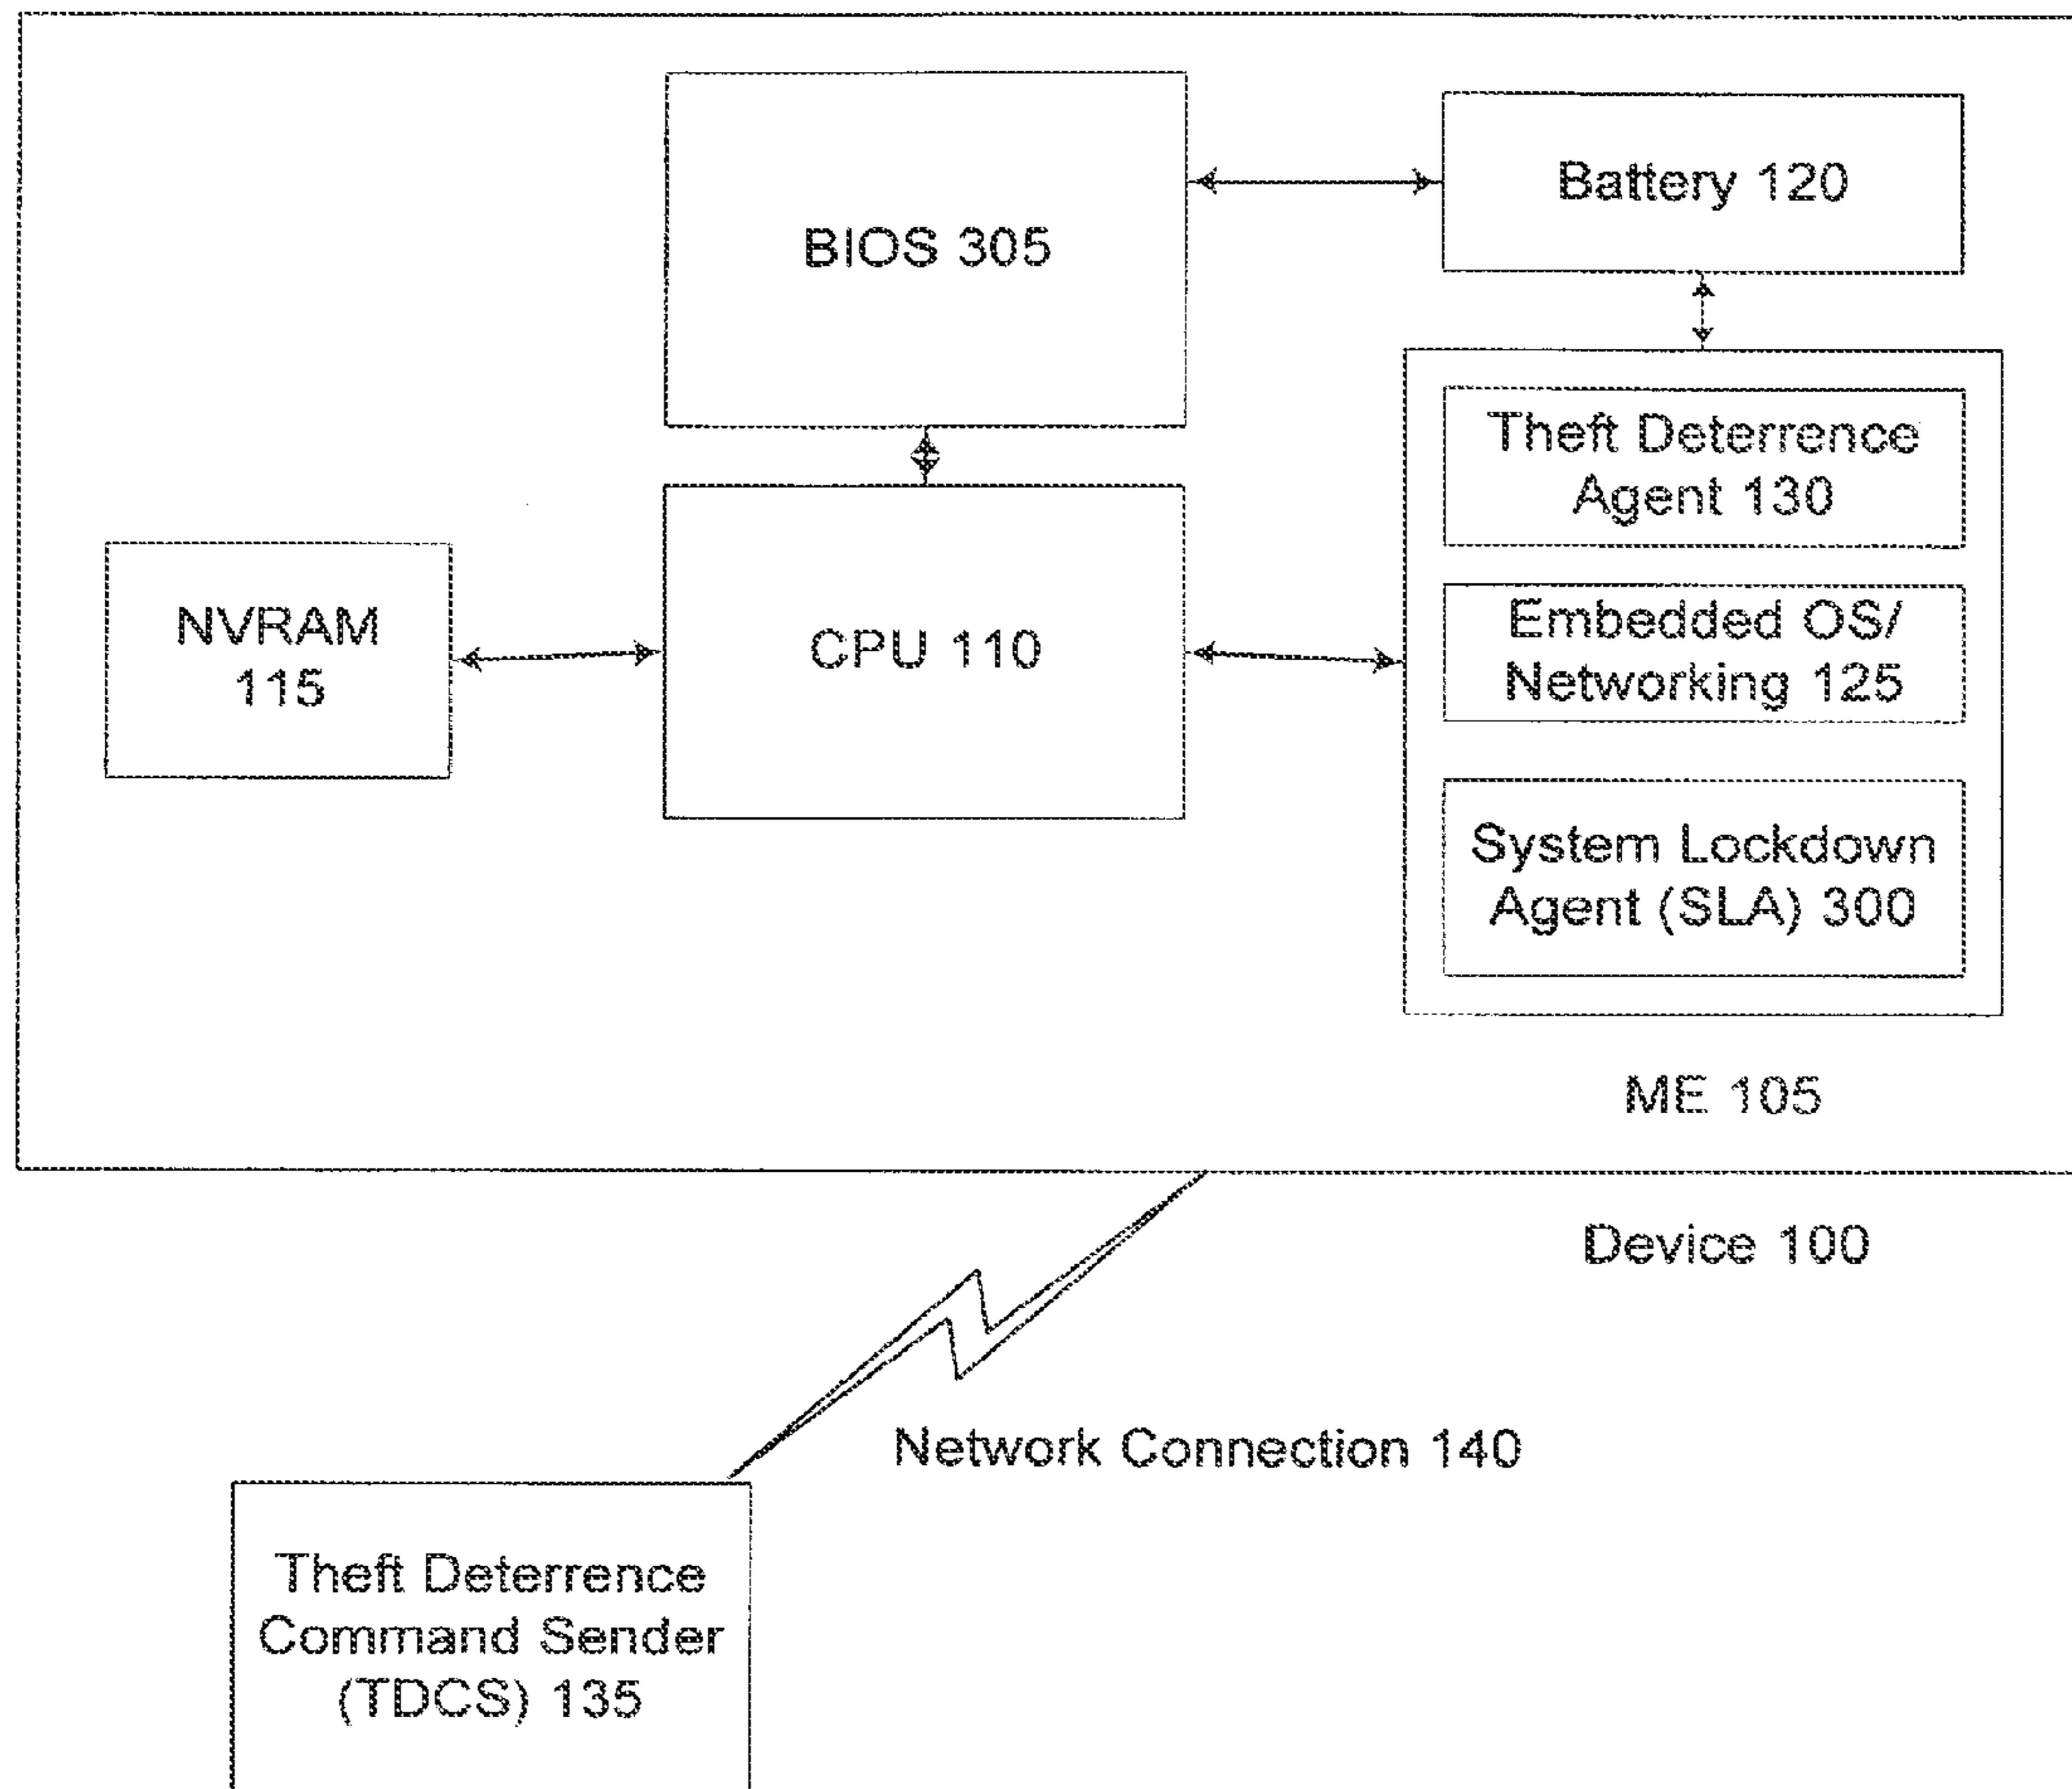 BIOS 305
Battery 120
Theft Deterrence
Agent 130
NVRAM
115
CPU 110
Embedded OS/
Networking 125
System Lockdown
Agent (SLA) 300
ME 105
Device 100
Network Connection 140
Theft Deterrence
Command Sender
(TDCS) 135